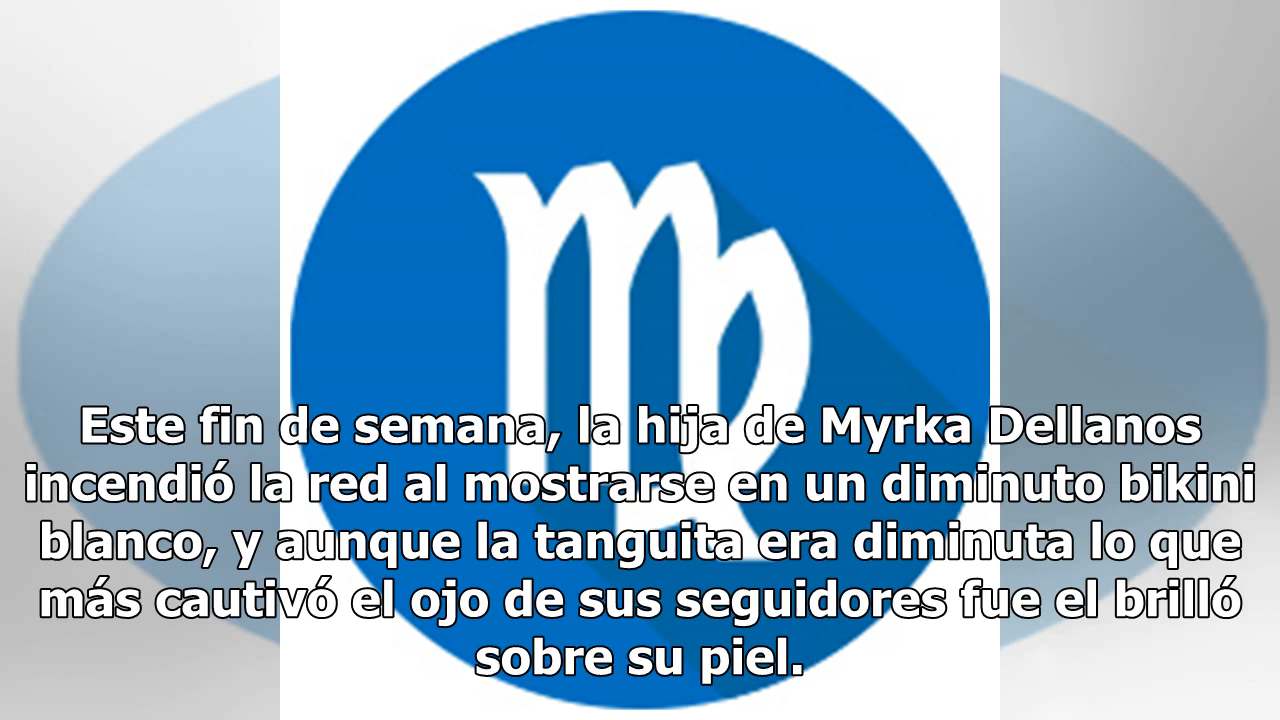 Este fin de semana, la hija de Myrka Dellanos
incendió la red al mostrarse en un diminuto bikini
blanco, y aunque la tanguita era diminuta lo que
más cautivó el ojo de sus seguidores fue el brilló
sobre su piel.